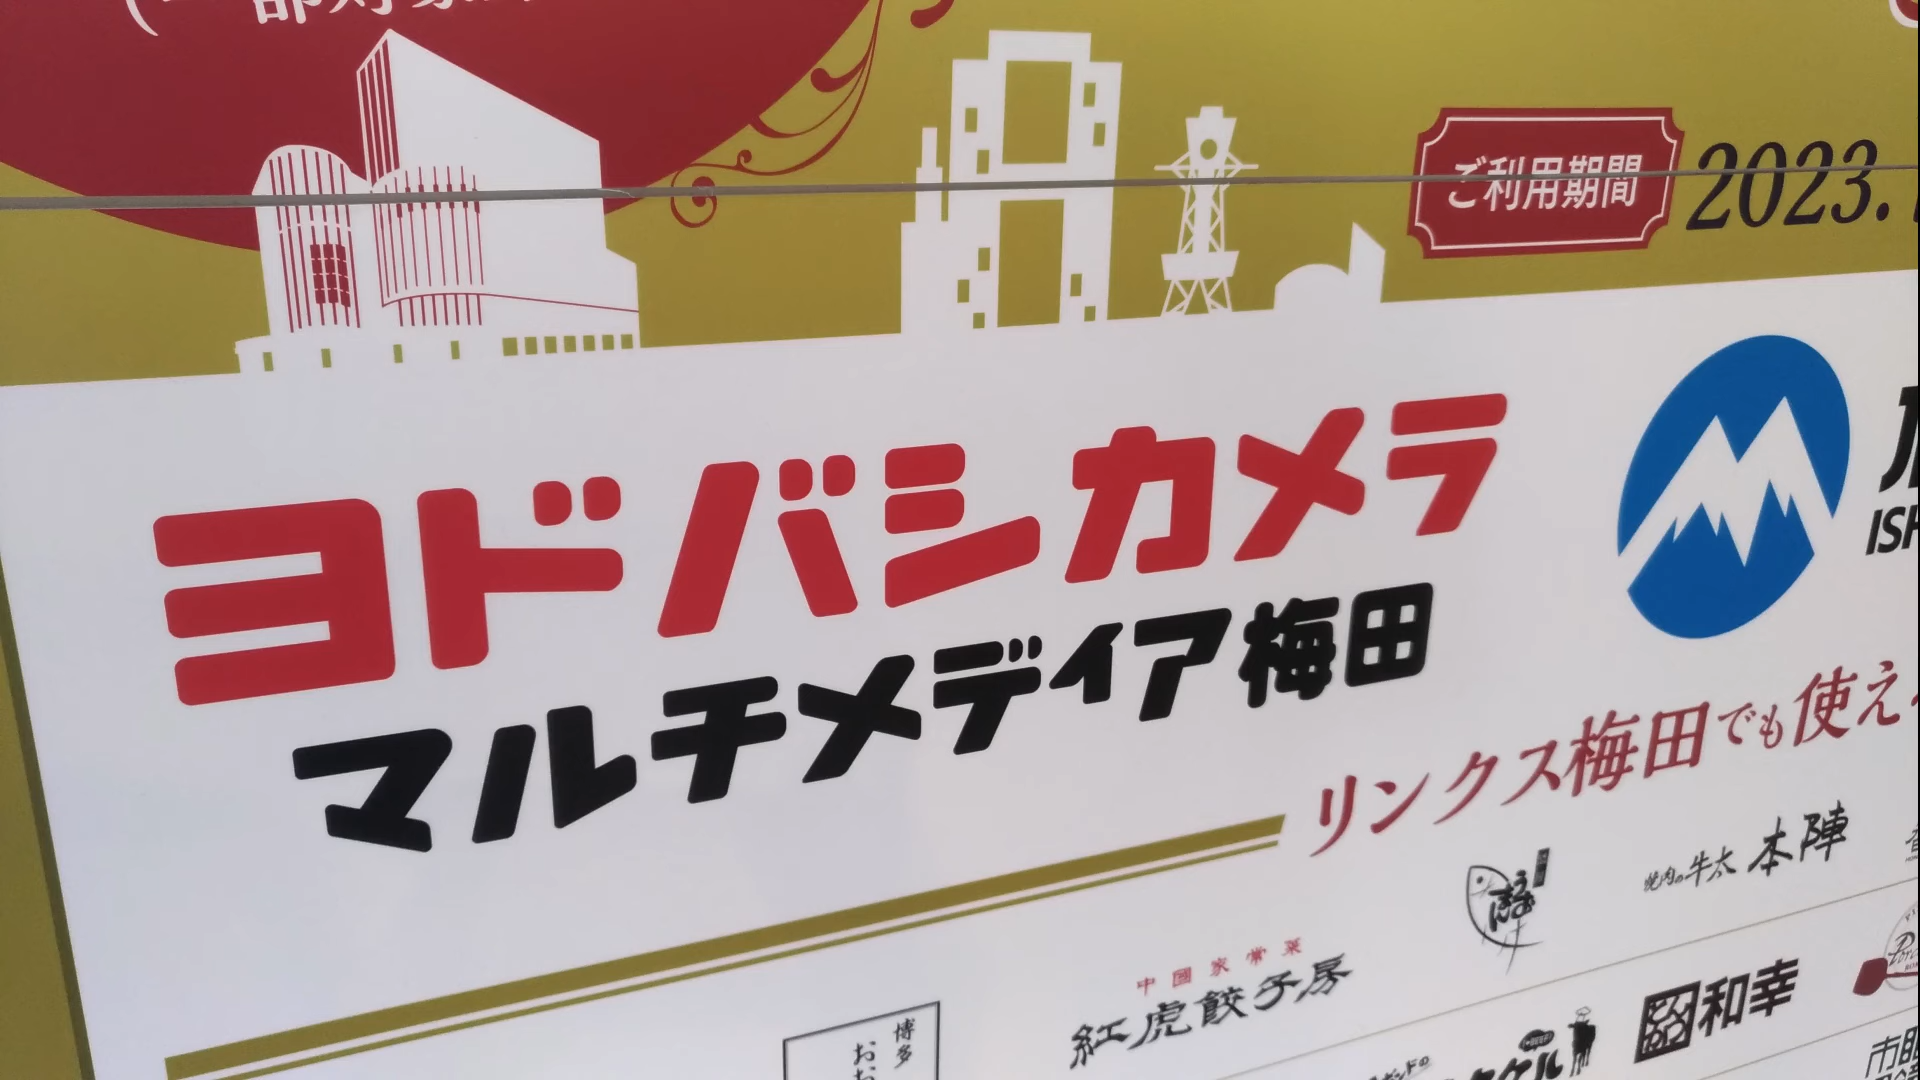 ご利用期間
2023.
ヨドバシカメラ
マルチメディア梅田
リンクス梅田でも使え
焼肉の牛太 本陣
中國家常菜
紅虎餃子房
和幸
博多